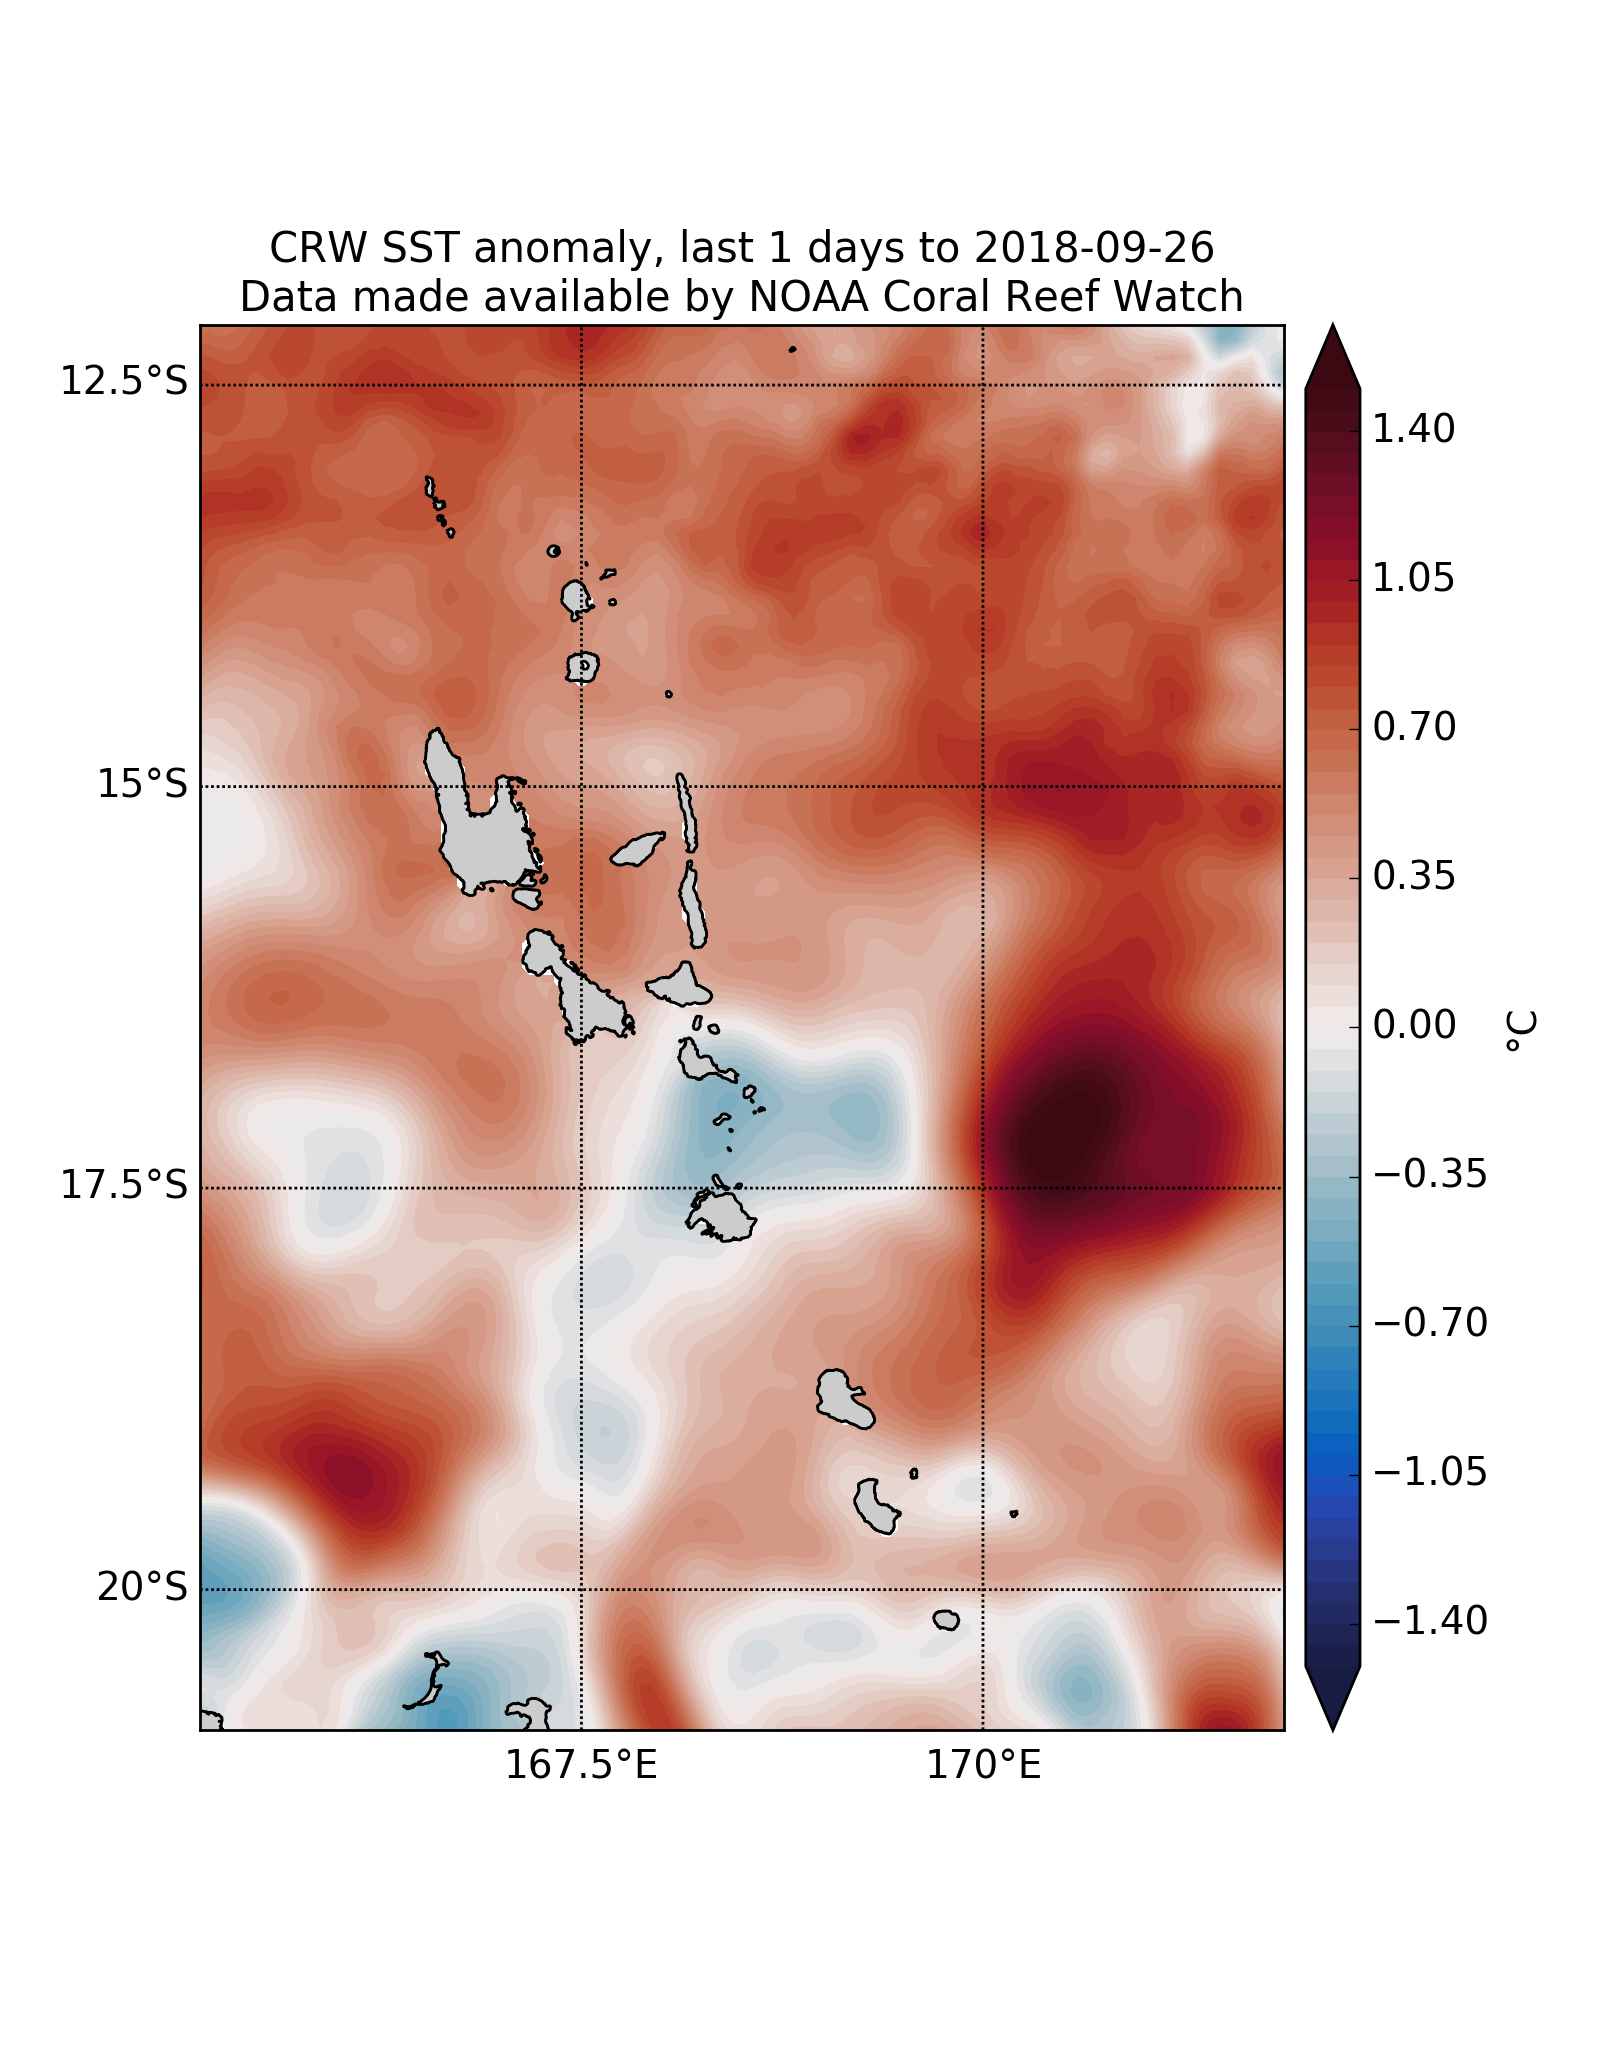 CRW SST anomaly, last 1 days to 2018-09-26
Data made available by NOAA Coral Reef Watch
12.5°S
15°S
17.5°S
20°S
167.5°E
170°E
1.40
1.05
0.70
0.35
0.00
−0.35
−0.70
−1.05
−1.40
°C